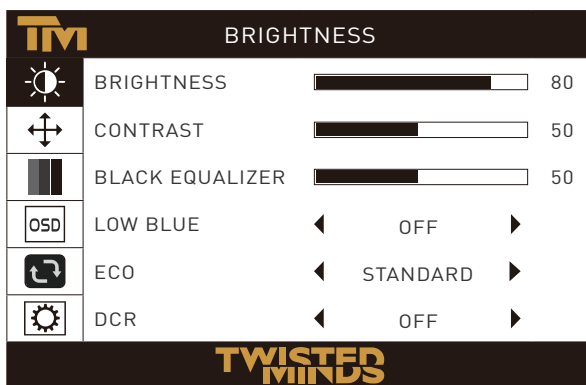 TM BRIGHTNESS
BRIGHTNESS 80
CONTRAST 50
BLACK EQUALIZER 50
OSD LOW BLUE OFF
ECO STANDARD
DCR OFF
TWISTED
MINDS